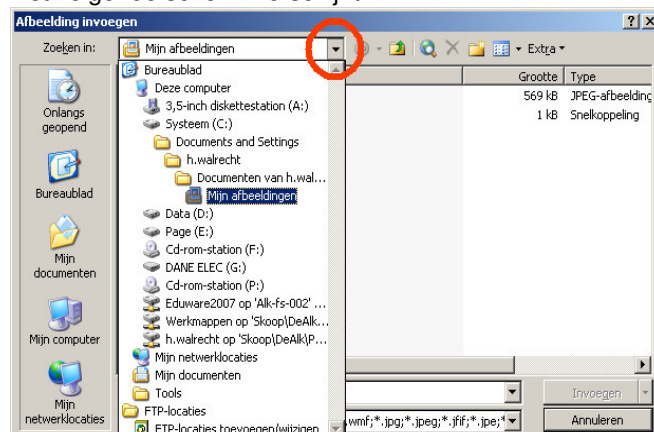 Afbeelding invoegen
Zoeken in:
Mijn afbeeldingen
Extra
Grootte
Type
569 kB
JPEG-afbeelding
1 kB
Snelkoppeling
Onlangs
geopend
Bureaublad
Mijn
documenten
Mijn computer
Mijn
netwerklocaties
Bureaublad
Deze computer
3,5-inch diskettestation (A:)
Systeem (C:)
Documents and Settings
h.walrecht
Documenten van h.wal...
Mijn afbeeldingen
Data (D:)
Page (E:)
Cd-rom-station (F:)
DANE ELEC (G:)
Cd-rom-station (P:)
Eduware2007 op 'Alk-fs-002' ...
Werkmappen op 'Skoop\DeAlk...
h.walrecht op 'Skoop\DeAlk\P...
Mijn netwerklocaties
Mijn documenten
Tools
FTP-locaties
FTP-locaties toevoegen/wijzigen
.wmf;*.jpg;*.jpeg;*.jfif;*.jpe;*
Invoegen
Annuleren